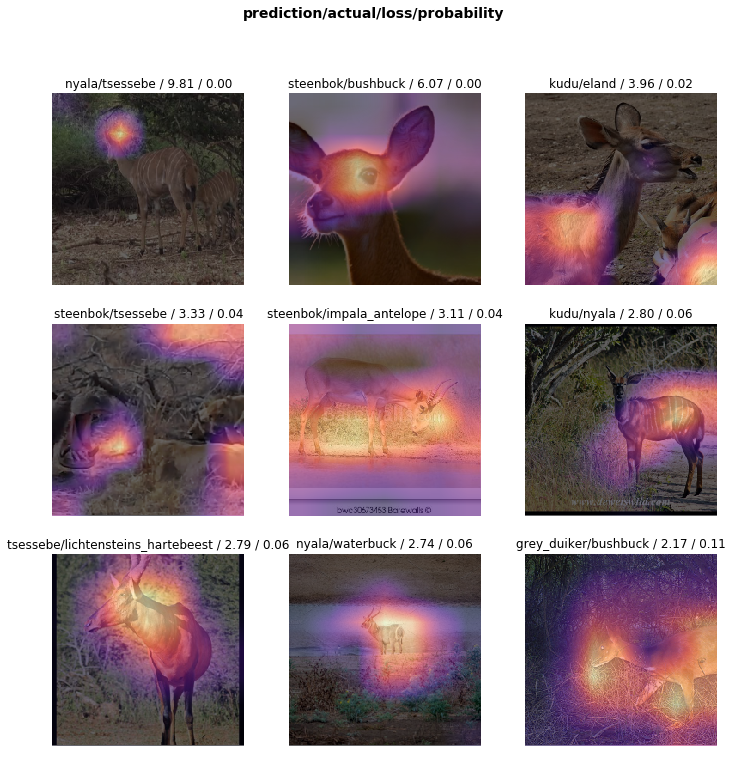 prediction/actual/loss/probability
nyala/tsessebe / 9.81 / 0.00
steenbok/bushbuck / 6.07 / 0.00
kudu/eland / 3.96 / 0.02
steenbok/tsessebe / 3.33 / 0.04
steenbok/impala_antelope / 3.11 / 0.04
kudu/nyala / 2.80 / 0.06
tsessebe/lichtensteins_hartebeest / 2.79 / 0.06
nyala/waterbuck / 2.74 / 0.06
grey_duiker/bushbuck / 2.17 / 0.11